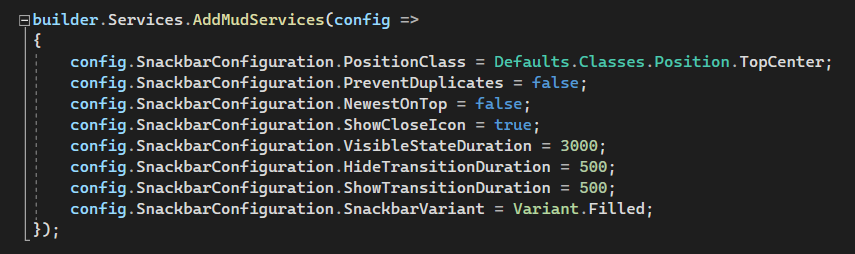 builder.Services.AddMudServices(config =>
{
    config.SnackbarConfiguration.PositionClass = Defaults.Classes.Position.TopCenter;
    config.SnackbarConfiguration.PreventDuplicates = false;
    config.SnackbarConfiguration.NewestOnTop = false;
    config.SnackbarConfiguration.ShowCloseIcon = true;
    config.SnackbarConfiguration.VisibleStateDuration = 3000;
    config.SnackbarConfiguration.HideTransitionDuration = 500;
    config.SnackbarConfiguration.ShowTransitionDuration = 500;
    config.SnackbarConfiguration.SnackbarVariant = Variant.Filled;
});